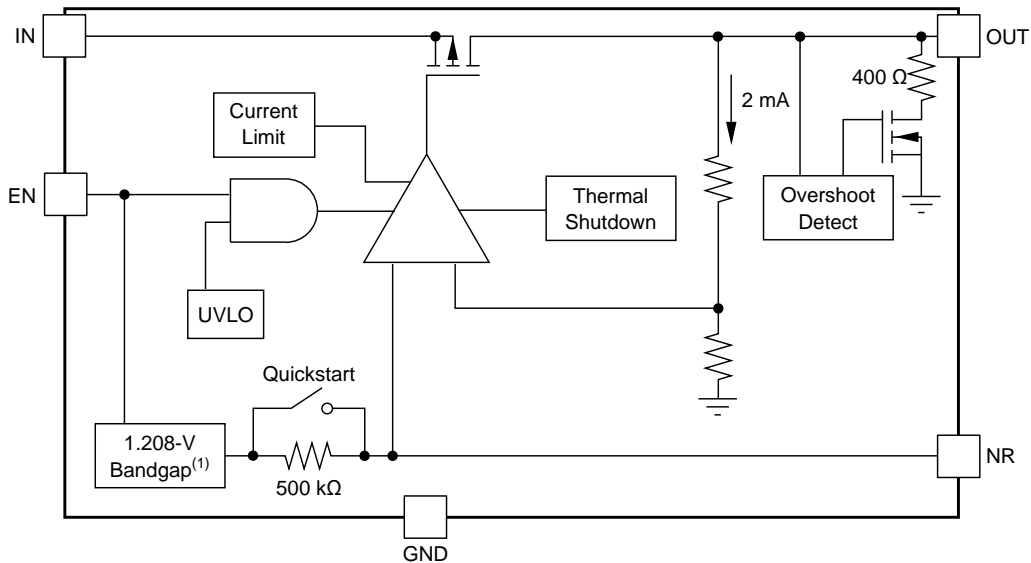 IN
OUT
400 Ω
2 mA
Current
Limit
EN
Thermal
Shutdown
Overshoot
Detect
UVLO
Quickstart
1.208-V
Bandgap(1)
500 kΩ
NR
GND